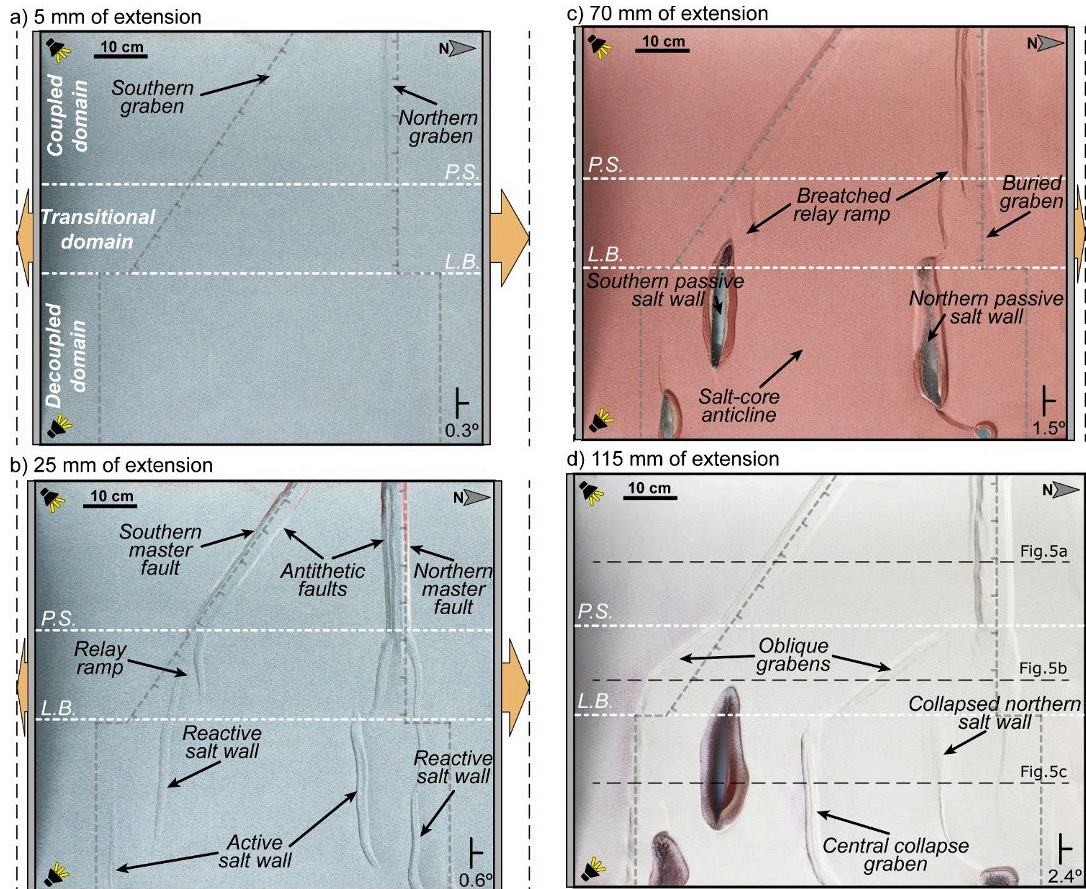 a) 5 mm of extension
10 cm
N
Southern
graben
Northern
graben
Coupled
domain
P.S.
Transitional
domain
L.B.
Decoupled
domain
0.3°
b) 25 mm of extension
10 cm
N
Southern
master
fault
Antithetic
faults
Northern
master
fault
P.S.
Relay
ramp
L.B.
Reactive
salt wall
Reactive
salt wall
Active
salt wall
0.6°
c) 70 mm of extension
10 cm
N
P.S.
Breatched
relay ramp
Buried
graben
L.B.
Southern passive
salt wall
Northern passive
salt wall
Salt-core
anticline
1.5°
d) 115 mm of extension
10 cm
N
Fig.5a
P.S.
Oblique
grabens
Fig.5b
L.B.
Collapsed northern
salt wall
Fig.5c
Central collapse
graben
2.4°